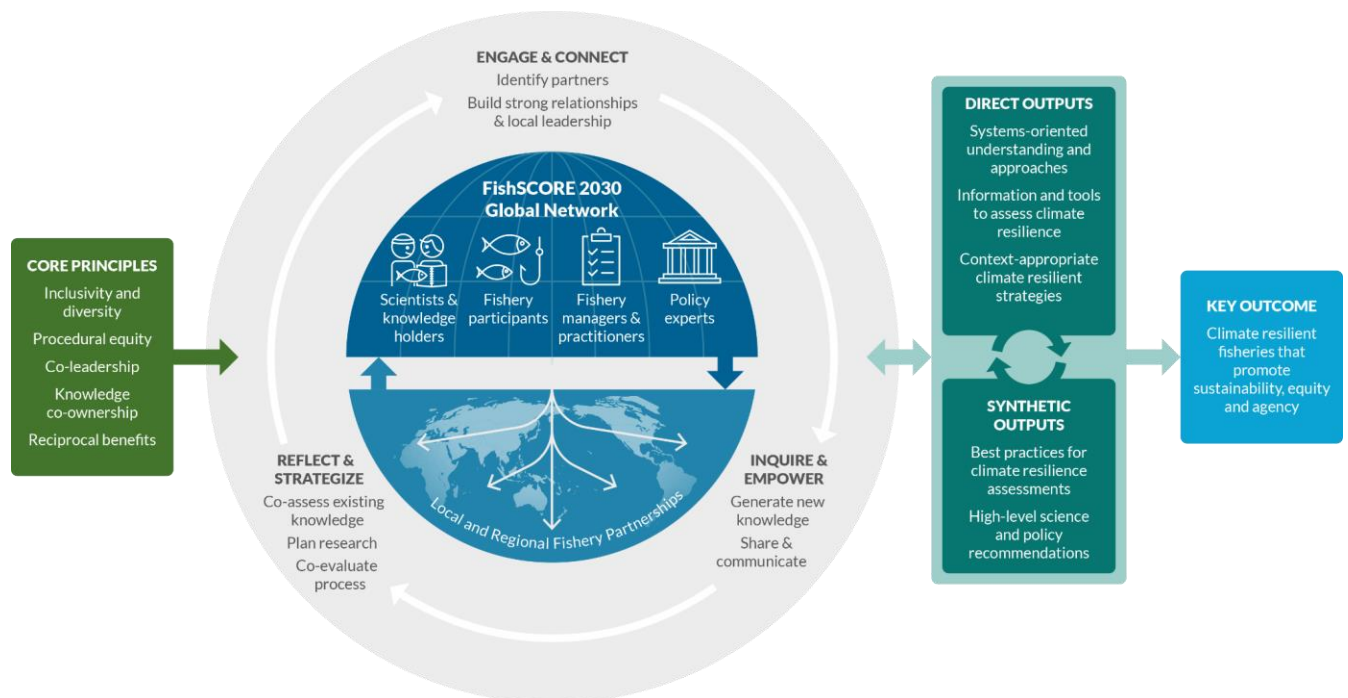 CORE PRINCIPLES
Inclusivity and
diversity
Procedural equity
Co-leadership
Knowledge
co-ownership
Reciprocal benefits
ENGAGE & CONNECT
Identify partners
Build strong relationships
& local leadership
FishSCORE 2030
Global Network
Scientists &
knowledge
holders
Fishery
participants
Fishery
managers &
practitioners
Policy
experts
Local and Regional Fishery Partnerships
INQUIRE &
EMPOWER
Generate new
knowledge
Share &
communicate
REFLECT &
STRATEGIZE
Co-assess existing
knowledge
Plan research
Co-evaluate
process
DIRECT OUTPUTS
Systems-oriented
understanding and
approaches
Information and tools
to assess climate
resilience
Context-appropriate
climate resilient
strategies
SYNTHETIC
OUTPUTS
Best practices for
climate resilience
assessments
High-level science
and policy
recommendations
KEY OUTCOME
Climate resilient
fisheries that
promote
sustainability, equity
and agency